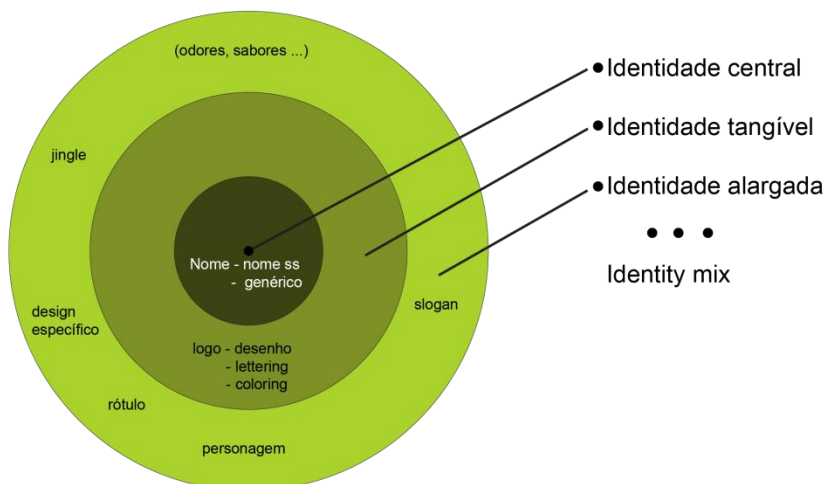 (odores, sabores ...)
jingle
Nome - nome ss
- genérico
slogan
design
específico
logo - desenho
- lettering
- coloring
rótulo
personagem
• Identidade central
• Identidade tangível
• Identidade alargada
• • •
Identity mix